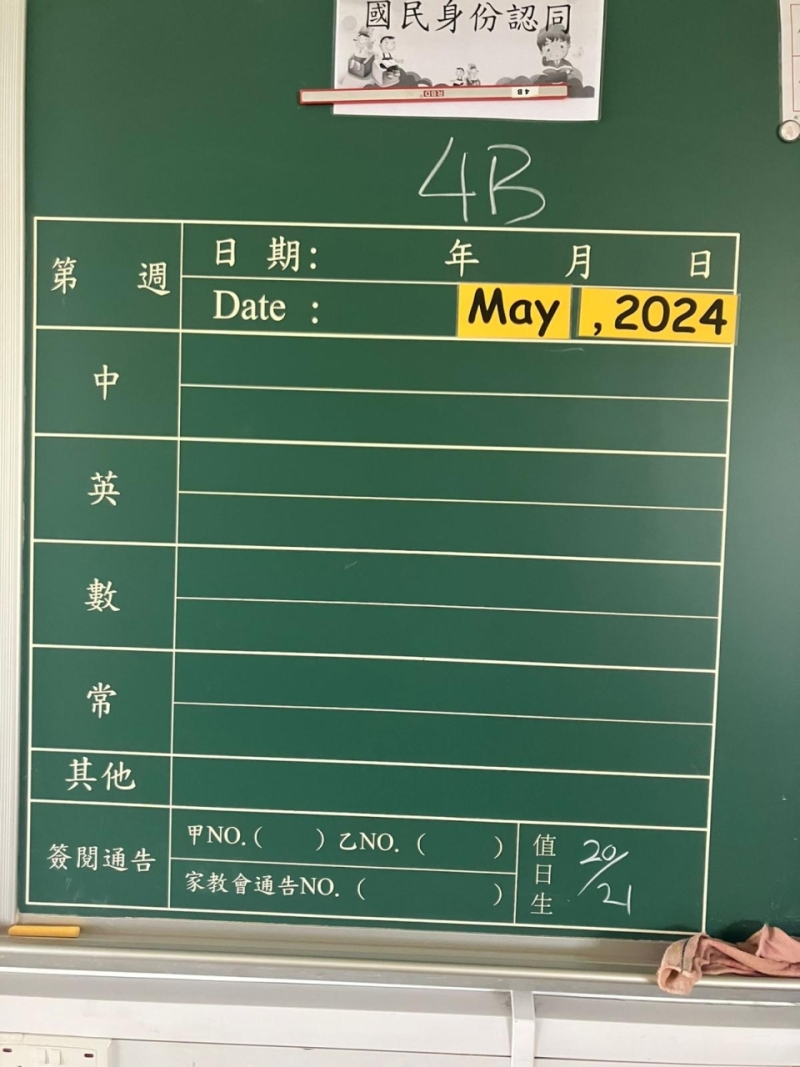 國民身份認同
RBD 4B
4B
第 週
日 期： 年 月 日
Date : May , 2024
中
英
數
常
其他
簽閱通告
甲NO.( ) 乙NO. ( )
家教會通告NO. ( )
值日生
20/21